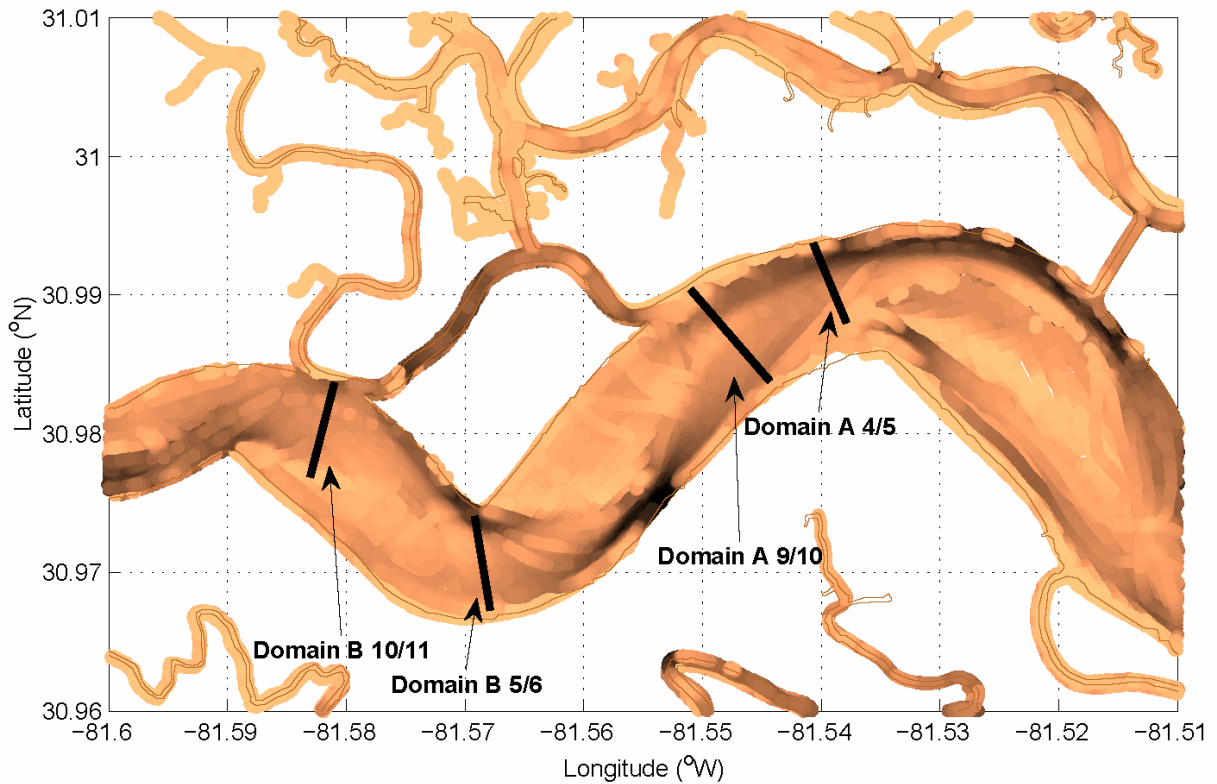 31.01
31
30.99
30.98
30.97
30.96
Latitude (°N)
Domain A 4/5
Domain A 9/10
Domain B 10/11
Domain B 5/6
−81.6 −81.59 −81.58 −81.57 −81.56 −81.55 −81.54 −81.53 −81.52 −81.51
Longitude (°W)